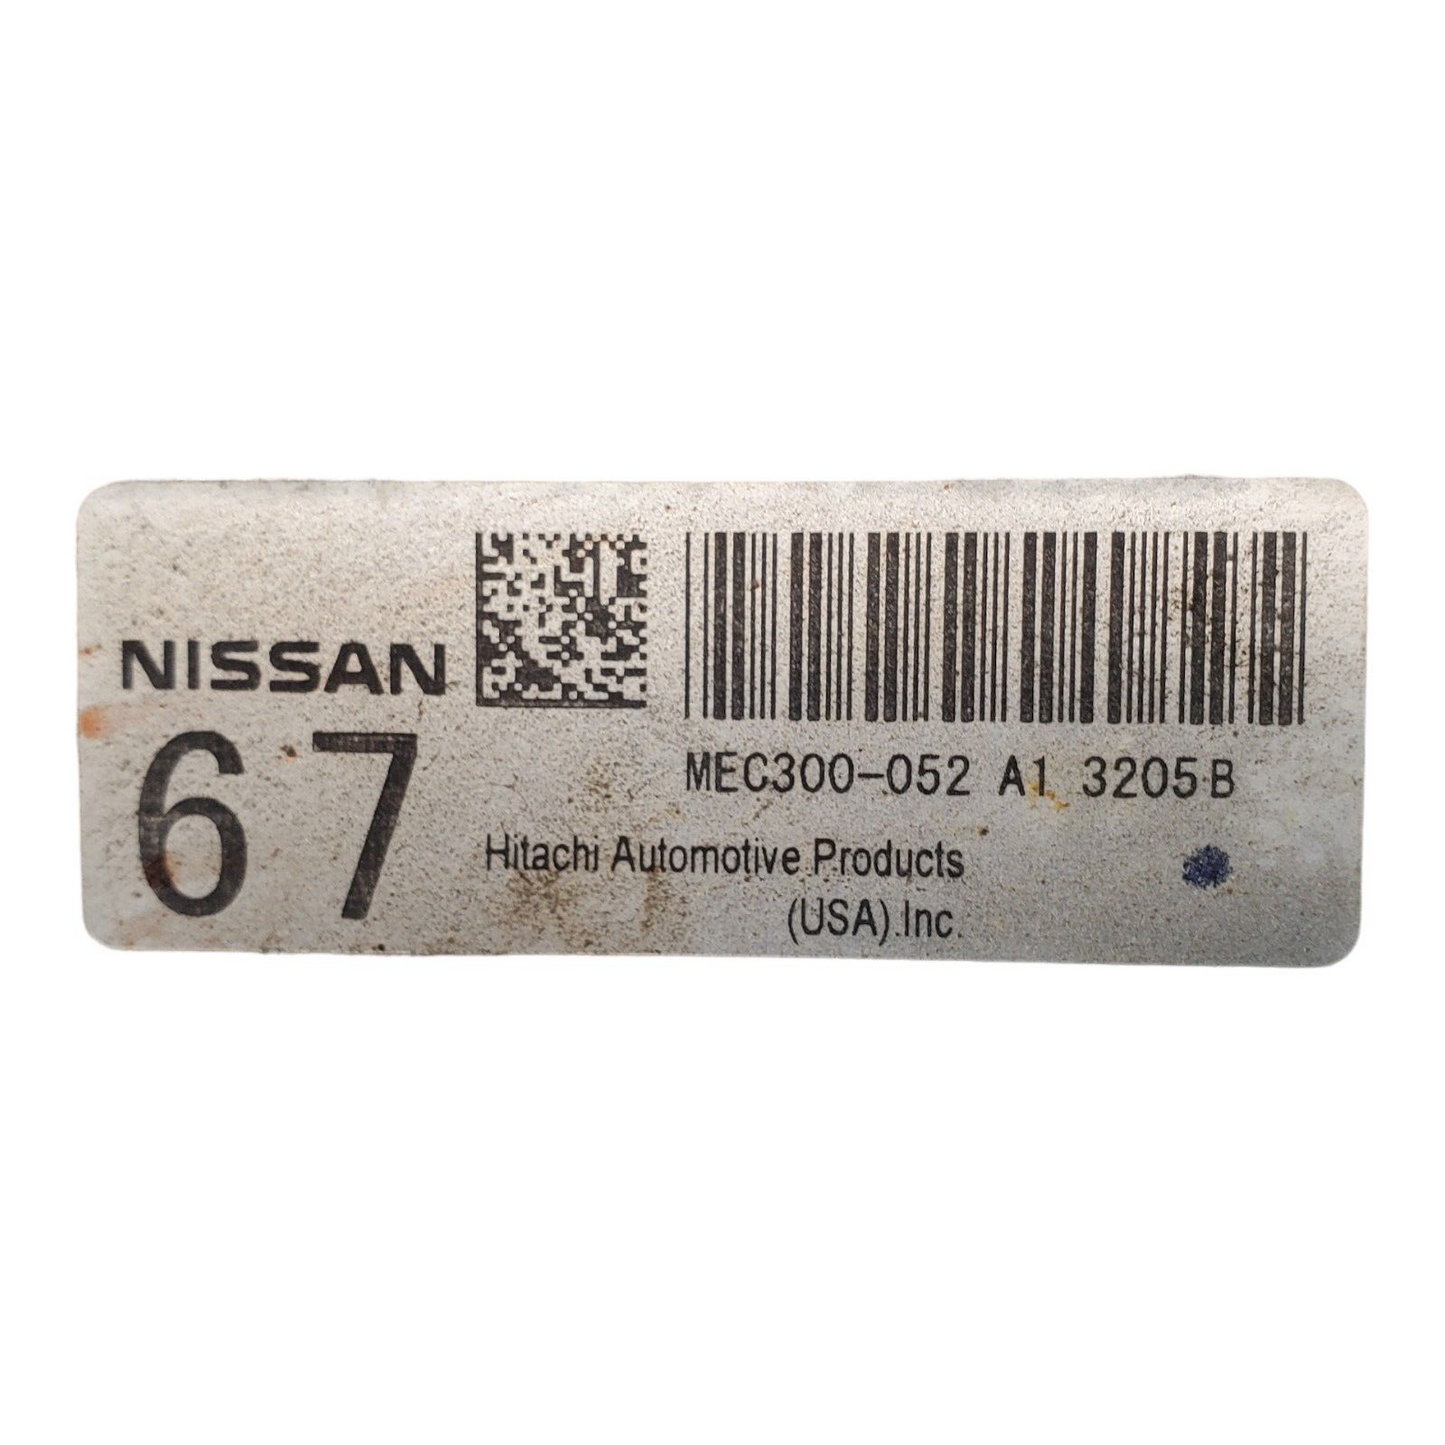 NISSAN
67
MEC300-052 A1 3205 B
Hitachi Automotive Products
(USA) Inc.